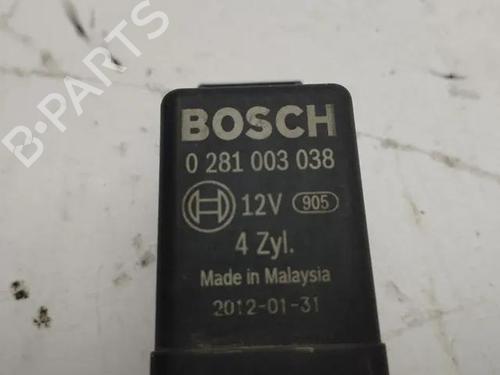 B-PARTS
BOSCH
0 281 003 038
12V 905
4 Zyl.
Made in Malaysia
2012-01-31